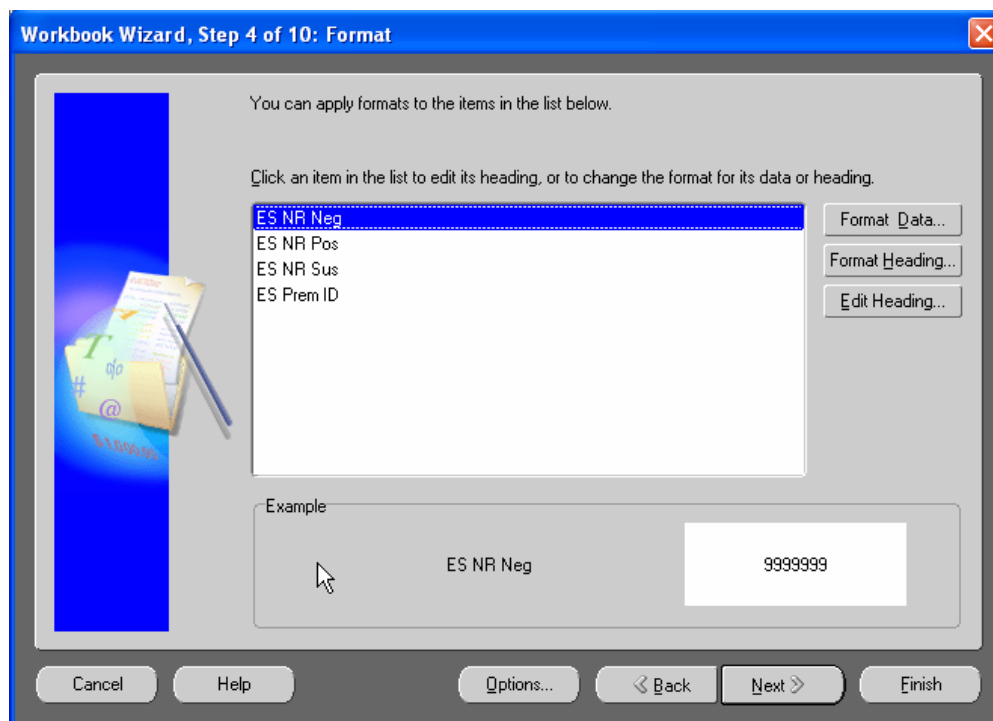 Workbook Wizard, Step 4 of 10: Format
You can apply formats to the items in the list below.
Click an item in the list to edit its heading, or to change the format for its data or heading.
ES NR Neg
ES NR Pos
ES NR Sus
ES Prem ID
Format Data...
Format Heading...
Edit Heading...
T
%
#
@
$1,000.00
Example
ES NR Neg 9999999
Cancel Help Options... Back Next Finish